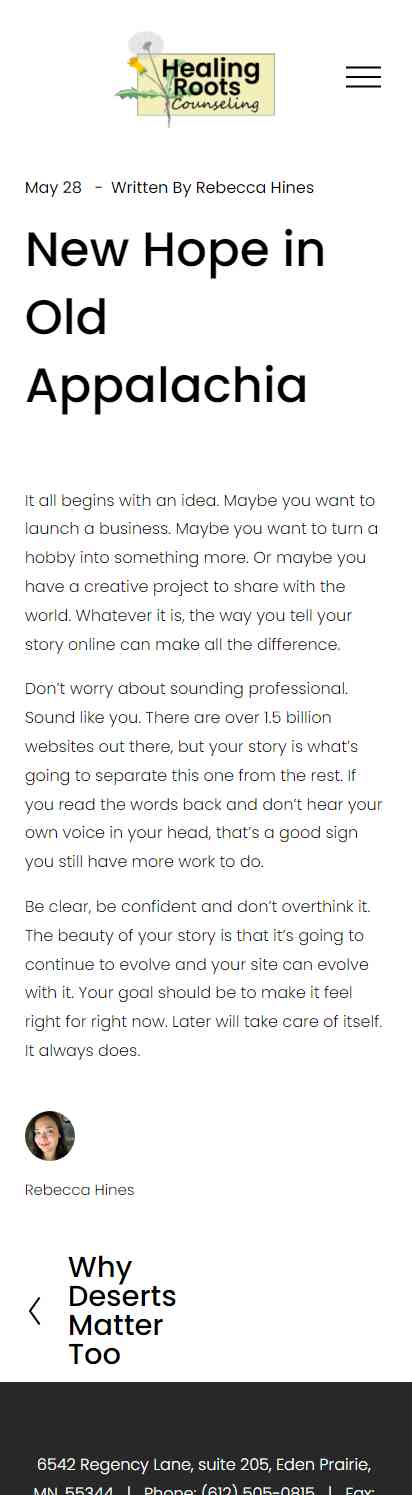 Healing
Roots
Counseling
May 28 - Written By Rebecca Hines
New Hope in
Old
Appalachia
It all begins with an idea. Maybe you want to
launch a business. Maybe you want to turn a
hobby into something more. Or maybe you
have a creative project to share with the
world. Whatever it is, the way you tell your
story online can make all the difference.
Don’t worry about sounding professional.
Sound like you. There are over 1.5 billion
websites out there, but your story is what’s
going to separate this one from the rest. If
you read the words back and don’t hear your
own voice in your head, that’s a good sign
you still have more work to do.
Be clear, be confident and don’t overthink it.
The beauty of your story is that it’s going to
continue to evolve and your site can evolve
with it. Your goal should be to make it feel
right for right now. Later will take care of itself.
It always does.
Rebecca Hines
Why
Deserts
Matter
Too
6542 Regency Lane, suite 205, Eden Prairie,
MN, 55344 | Phone: (612) 505-0815 | Fax: